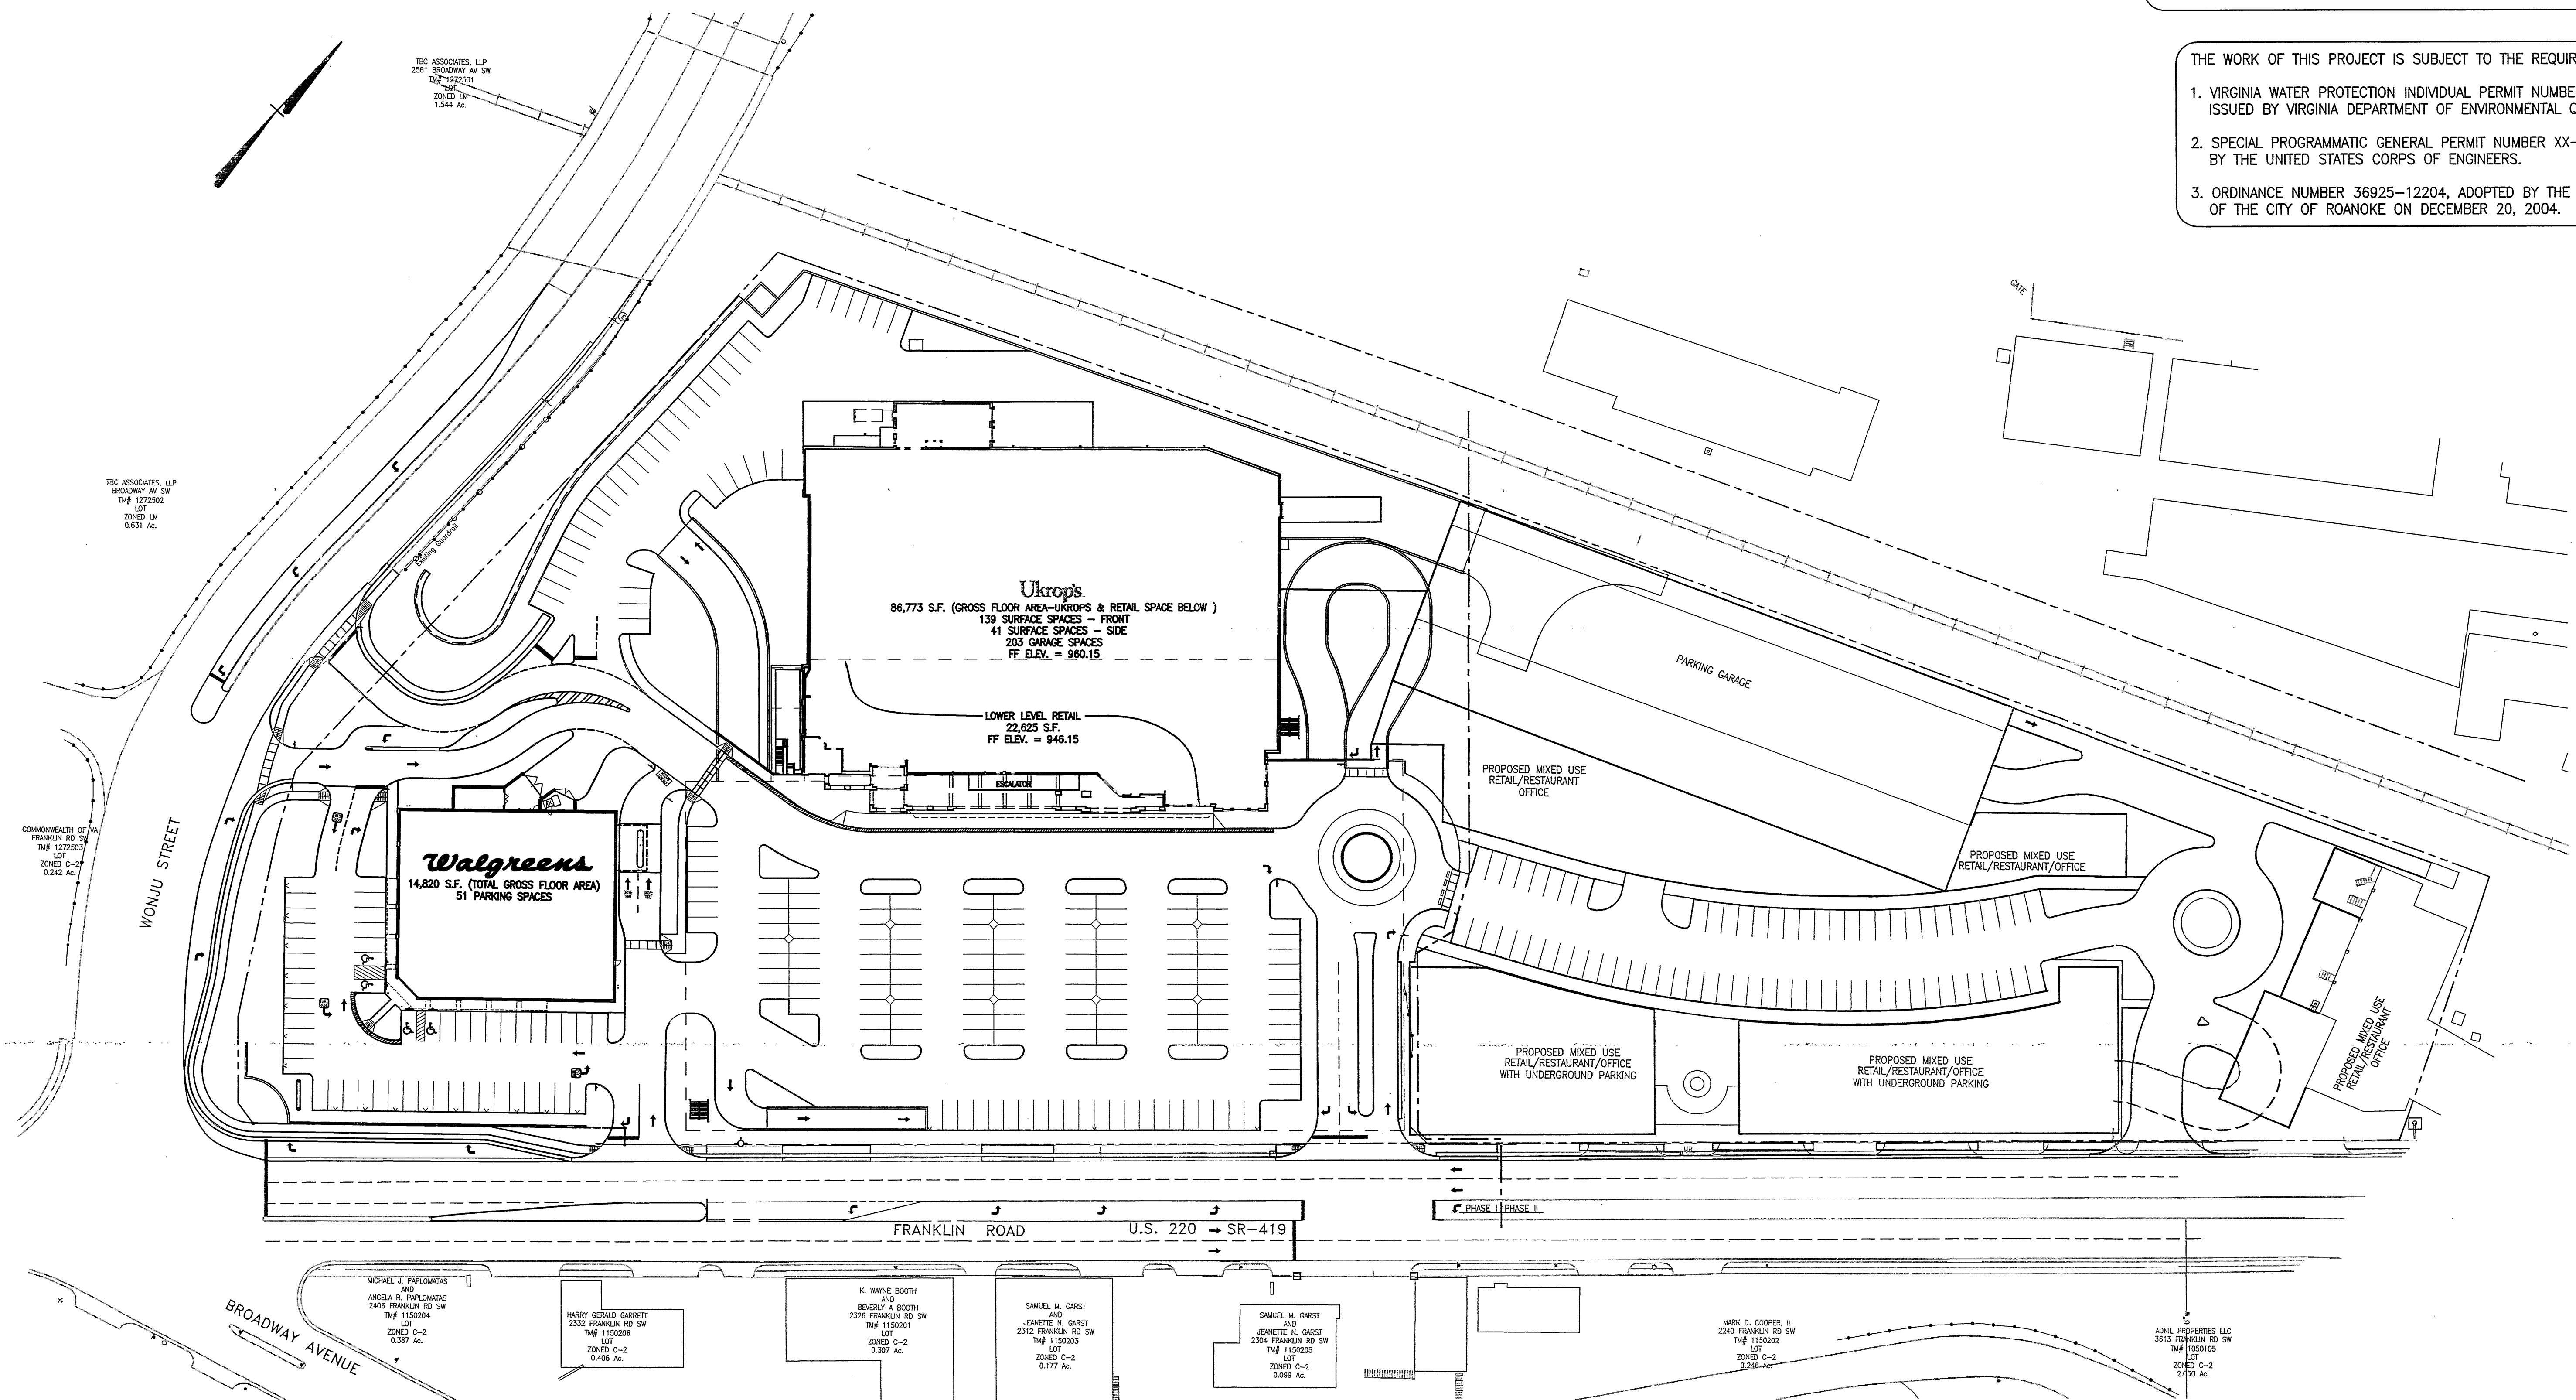 THE WORK OF THIS PROJECT IS SUBJECT TO THE REQUIR
1. VIRGINIA WATER PROTECTION INDIVIDUAL PERMIT NUMBE
ISSUED BY VIRGINIA DEPARTMENT OF ENVIRONMENTAL Q
2. SPECIAL PROGRAMMATIC GENERAL PERMIT NUMBER XX-
BY THE UNITED STATES CORPS OF ENGINEERS.
3. ORDINANCE NUMBER 36925-12204, ADOPTED BY THE
OF THE CITY OF ROANOKE ON DECEMBER 20, 2004.
TBC ASSOCIATES, LLP
2561 BROADWAY AV SW
TM# 1272501
LOT
ZONED LM
1.544 Ac.
GATE
TBC ASSOCIATES, LLP
BROADWAY AV SW
TM# 1272502
LOT
ZONED LM
0.631 Ac.
Existing Guardrail
Ukrop's
86,773 S.F. (GROSS FLOOR AREA-UKROPS & RETAIL SPACE BELOW )
139 SURFACE SPACES - FRONT
41 SURFACE SPACES - SIDE
203 GARAGE SPACES
FF ELEV. = 960.15
LOWER LEVEL RETAIL
22,625 S.F.
FF ELEV. = 946.15
ESCALATOR
PARKING GARAGE
PROPOSED MIXED USE
RETAIL/RESTAURANT
OFFICE
PROPOSED MIXED USE
RETAIL/RESTAURANT/OFFICE
COMMONWEALTH OF VA
FRANKLIN RD SW
TM# 1272503
LOT
ZONED C-2
0.242 Ac.
WONJU STREET
Walgreens
14,820 S.F. (TOTAL GROSS FLOOR AREA)
51 PARKING SPACES
PROPOSED MIXED USE
RETAIL/RESTAURANT/OFFICE
WITH UNDERGROUND PARKING
PROPOSED MIXED USE
RETAIL/RESTAURANT/OFFICE
WITH UNDERGROUND PARKING
PROPOSED MIXED USE
RETAIL/RESTAURANT
OFFICE
PHASE I PHASE II
FRANKLIN ROAD
U.S. 220 → SR-419
BROADWAY AVENUE
MICHAEL J. PAPLOMATAS
AND
ANGELA R. PAPLOMATAS
2406 FRANKLIN RD SW
TM# 1150204
LOT
ZONED C-2
0.387 Ac.
HARRY GERALD GARRETT
2332 FRANKLIN RD SW
TM# 1150206
LOT
ZONED C-2
0.406 Ac.
K. WAYNE BOOTH
AND
BEVERLY A BOOTH
2326 FRANKLIN RD SW
TM# 1150201
LOT
ZONED C-2
0.307 Ac.
SAMUEL M. GARST
AND
JEANETTE N. GARST
2312 FRANKLIN RD SW
TM# 1150203
LOT
ZONED C-2
0.177 Ac.
SAMUEL M. GARST
AND
JEANETTE N. GARST
2304 FRANKLIN RD SW
TM# 1150205
LOT
ZONED C-2
0.099 Ac.
MARK D. COOPER, II
2240 FRANKLIN RD SW
TM# 1150202
LOT
ZONED C-2
0.246 Ac.
ADNIL PROPERTIES LLC
3613 FRANKLIN RD SW
TM# 1050105
LOT
ZONED C-2
2.050 Ac.